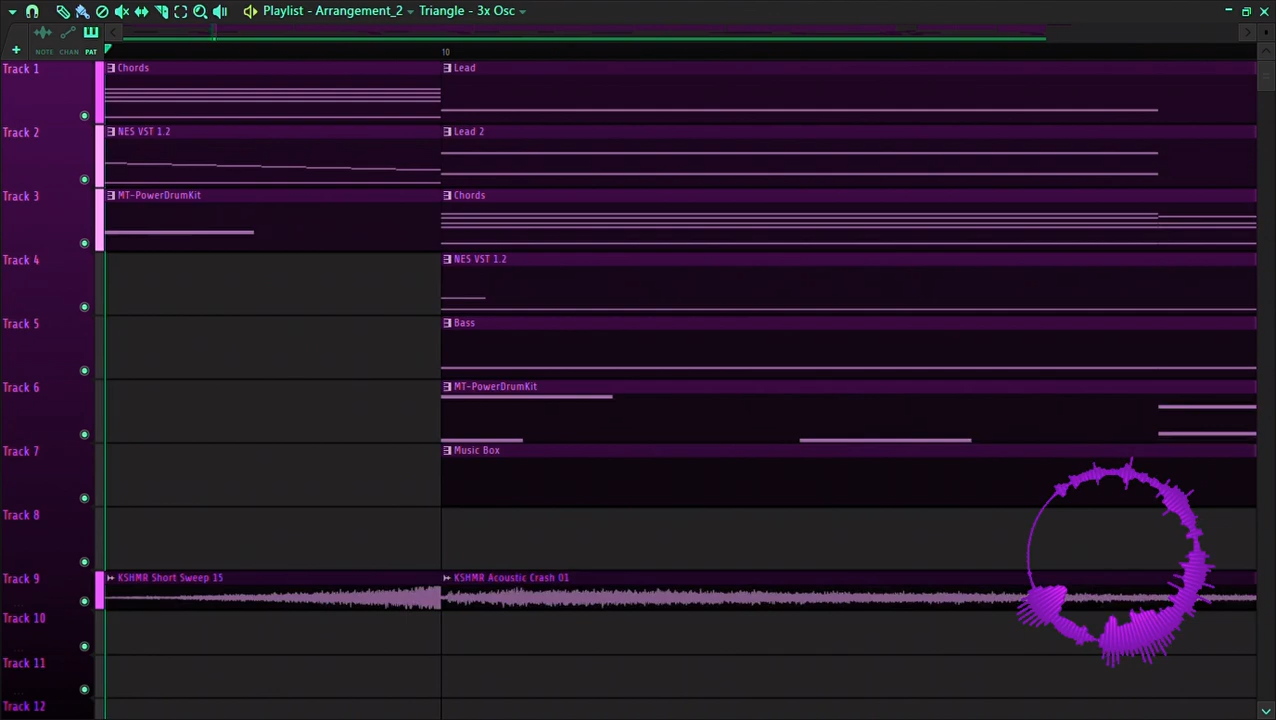 Playlist - Arrangement_2 Triangle - 3x Osc
NOTE CHAN PAT
10
Track 1 Chords Lead
Track 2 NES VST 1.2 Lead 2
Track 3 MT-PowerDrumKit Chords
Track 4 NES VST 1.2
Track 5 Bass
Track 6 MT-PowerDrumKit
Track 7 Music Box
Track 8
Track 9 KSHMR Short Sweep 15 KSHMR Acoustic Crash 01
Track 10
Track 11
Track 12